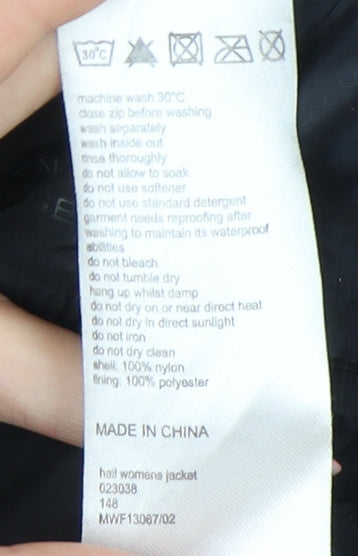 30°C
machine wash 30°C
close zip before washing
wash separately
wash inside out
rinse thoroughly
do not allow to soak
do not use softener
do not use standard detergent
garment needs reproofing after
washing to maintain its waterproof
abilities
do not bleach
do not tumble dry
hang up whilst damp
do not dry on or near direct heat
do not dry in direct sunlight
do not iron
do not dry clean
shell: 100% nylon
lining: 100% polyester
MADE IN CHINA
hail womens jacket
023038
148
MWF13067/02